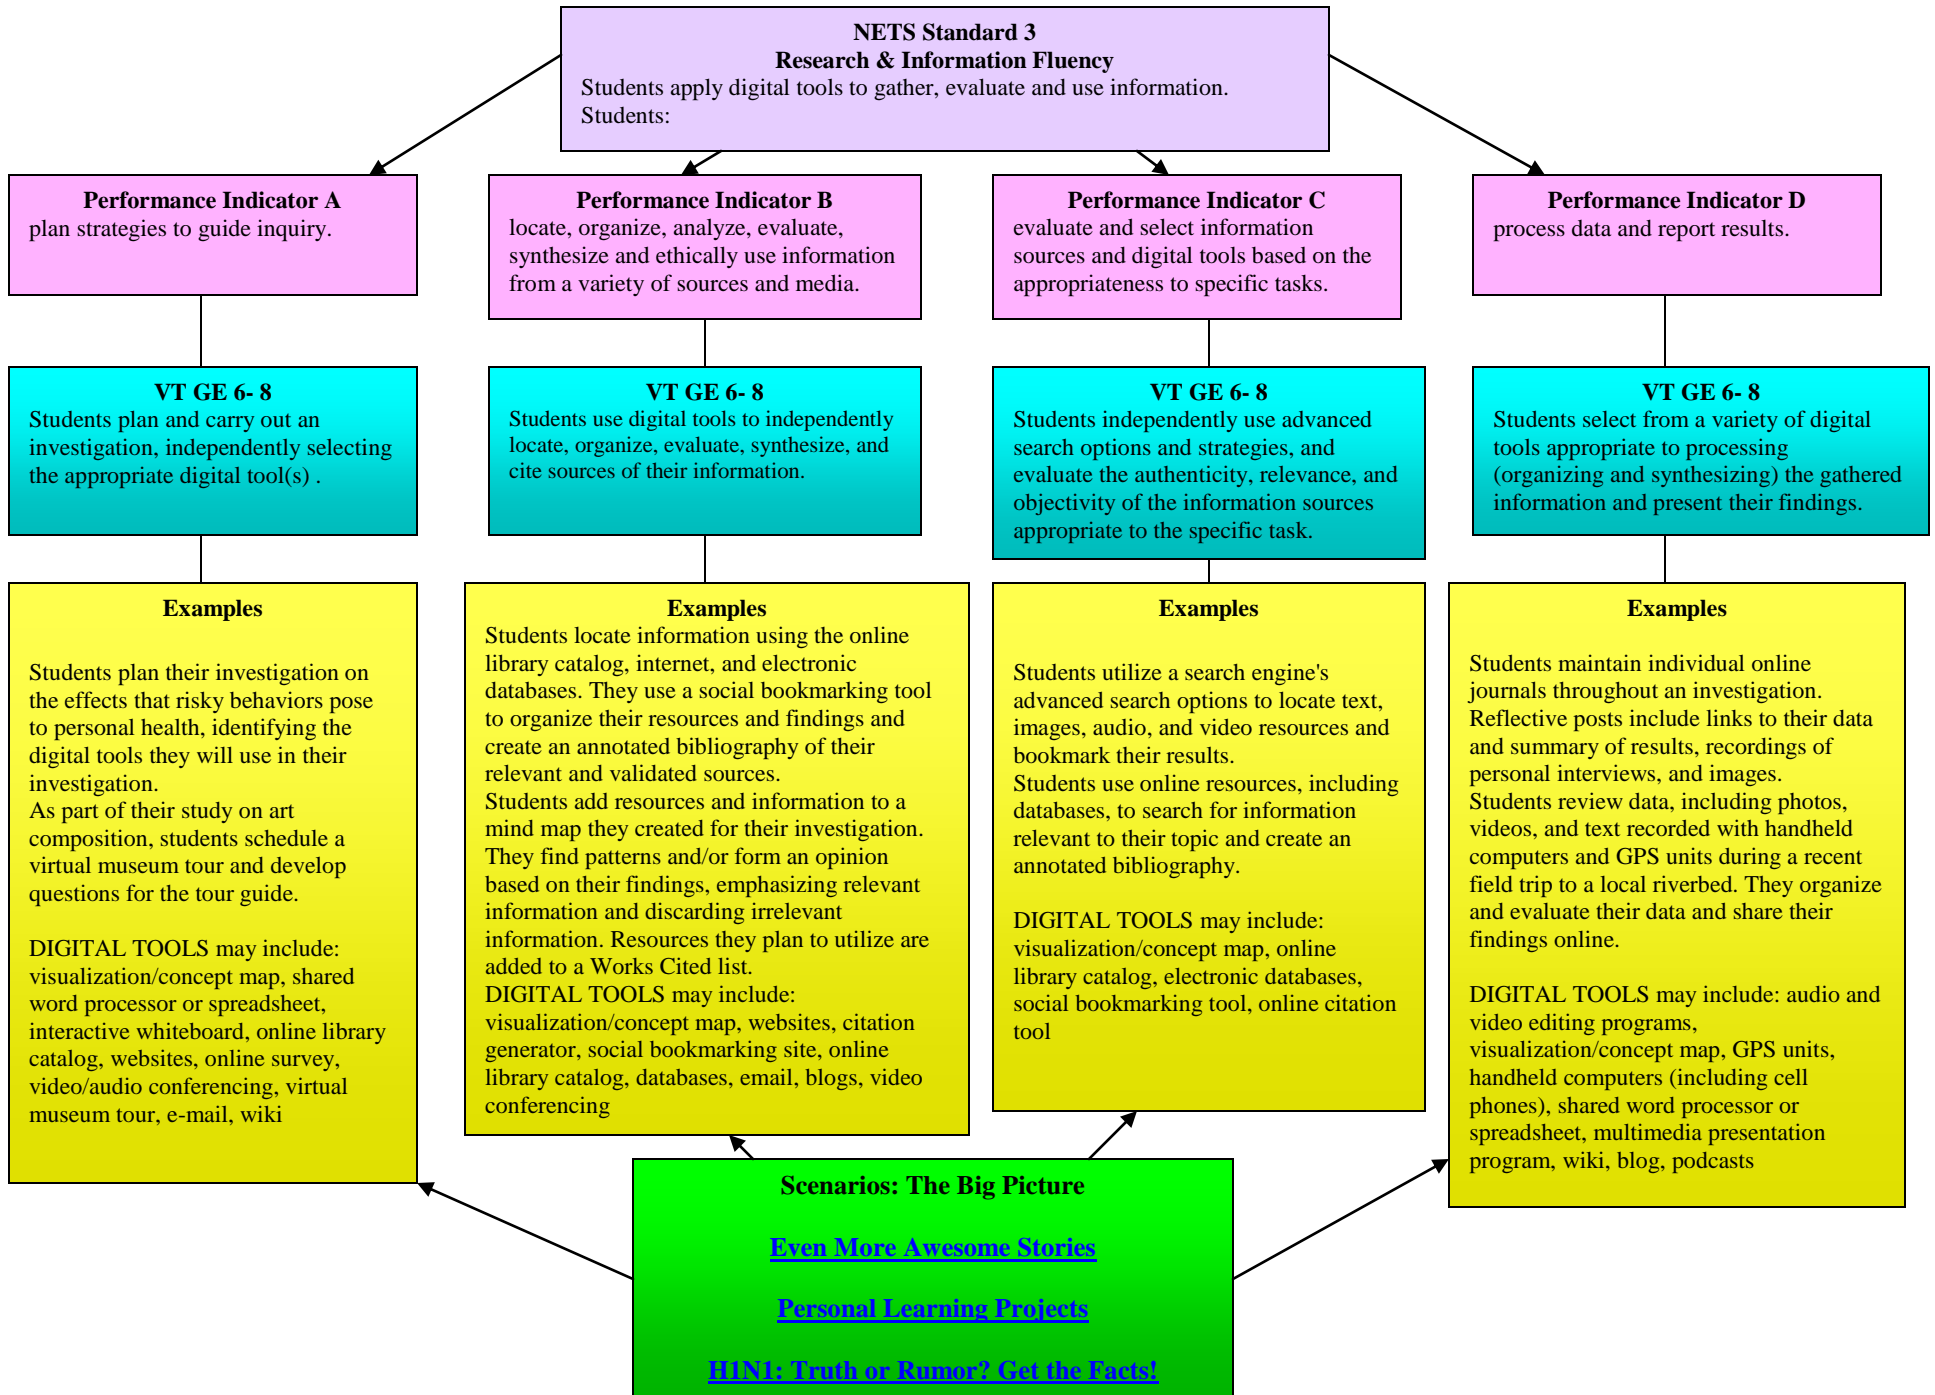 NETS Standard 3
Research & Information Fluency
Students apply digital tools to gather, evaluate and use information.
Students:
Performance Indicator A
plan strategies to guide inquiry.
Performance Indicator B
locate, organize, analyze, evaluate,
synthesize and ethically use information
from a variety of sources and media.
Performance Indicator C
evaluate and select information
sources and digital tools based on the
appropriateness to specific tasks.
Performance Indicator D
process data and report results.
VT GE 6- 8
Students plan and carry out an
investigation, independently selecting
the appropriate digital tool(s) .
VT GE 6- 8
Students use digital tools to independently
locate, organize, evaluate, synthesize, and
cite sources of their information.
VT GE 6- 8
Students independently use advanced
search options and strategies, and
evaluate the authenticity, relevance, and
objectivity of the information sources
appropriate to the specific task.
VT GE 6- 8
Students select from a variety of digital
tools appropriate to processing
(organizing and synthesizing) the gathered
information and present their findings.
Examples
Students plan their investigation on
the effects that risky behaviors pose
to personal health, identifying the
digital tools they will use in their
investigation.
As part of their study on art
composition, students schedule a
virtual museum tour and develop
questions for the tour guide.
DIGITAL TOOLS may include:
visualization/concept map, shared
word processor or spreadsheet,
interactive whiteboard, online library
catalog, websites, online survey,
video/audio conferencing, virtual
museum tour, e-mail, wiki
Examples
Students locate information using the online
library catalog, internet, and electronic
databases. They use a social bookmarking tool
to organize their resources and findings and
create an annotated bibliography of their
relevant and validated sources.
Students add resources and information to a
mind map they created for their investigation.
They find patterns and/or form an opinion
based on their findings, emphasizing relevant
information and discarding irrelevant
information. Resources they plan to utilize are
added to a Works Cited list.
DIGITAL TOOLS may include:
visualization/concept map, websites, citation
generator, social bookmarking site, online
library catalog, databases, email, blogs, video
conferencing
Examples
Students utilize a search engine's
advanced search options to locate text,
images, audio, and video resources and
bookmark their results.
Students use online resources, including
databases, to search for information
relevant to their topic and create an
annotated bibliography.
DIGITAL TOOLS may include:
visualization/concept map, online
library catalog, electronic databases,
social bookmarking tool, online citation
tool
Examples
Students maintain individual online
journals throughout an investigation.
Reflective posts include links to their data
and summary of results, recordings of
personal interviews, and images.
Students review data, including photos,
videos, and text recorded with handheld
computers and GPS units during a recent
field trip to a local riverbed. They organize
and evaluate their data and share their
findings online.
DIGITAL TOOLS may include: audio and
video editing programs,
visualization/concept map, GPS units,
handheld computers (including cell
phones), shared word processor or
spreadsheet, multimedia presentation
program, wiki, blog, podcasts
Scenarios: The Big Picture
Even More Awesome Stories
Personal Learning Projects
H1N1: Truth or Rumor? Get the Facts!